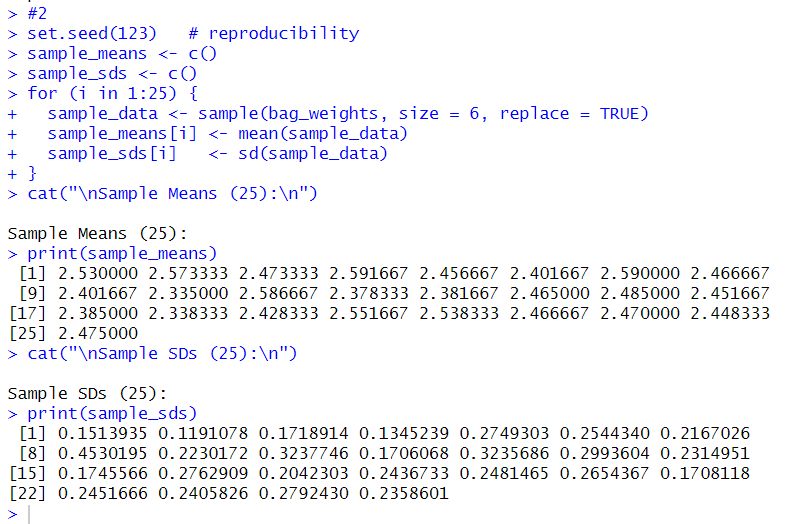 > #2
> set.seed(123)   # reproducibility
> sample_means <- c()
> sample_sds <- c()
> for (i in 1:25) {
+   sample_data <- sample(bag_weights, size = 6, replace = TRUE)
+   sample_means[i] <- mean(sample_data)
+   sample_sds[i]   <- sd(sample_data)
+ }
> cat("\nSample Means (25):\n")

Sample Means (25):
> print(sample_means)
 [1] 2.530000 2.573333 2.473333 2.591667 2.456667 2.401667 2.590000 2.466667
 [9] 2.401667 2.335000 2.586667 2.378333 2.381667 2.465000 2.485000 2.451667
[17] 2.385000 2.338333 2.428333 2.551667 2.538333 2.466667 2.470000 2.448333
[25] 2.475000
> cat("\nSample SDs (25):\n")

Sample SDs (25):
> print(sample_sds)
 [1] 0.1513935 0.1191078 0.1718914 0.1345239 0.2749303 0.2544340 0.2167026
 [8] 0.4530195 0.2230172 0.3237746 0.1706068 0.3235686 0.2993604 0.2314951
[15] 0.1745566 0.2762909 0.2042303 0.2436733 0.2481465 0.2654367 0.1708118
[22] 0.2451666 0.2405826 0.2792430 0.2358601
>